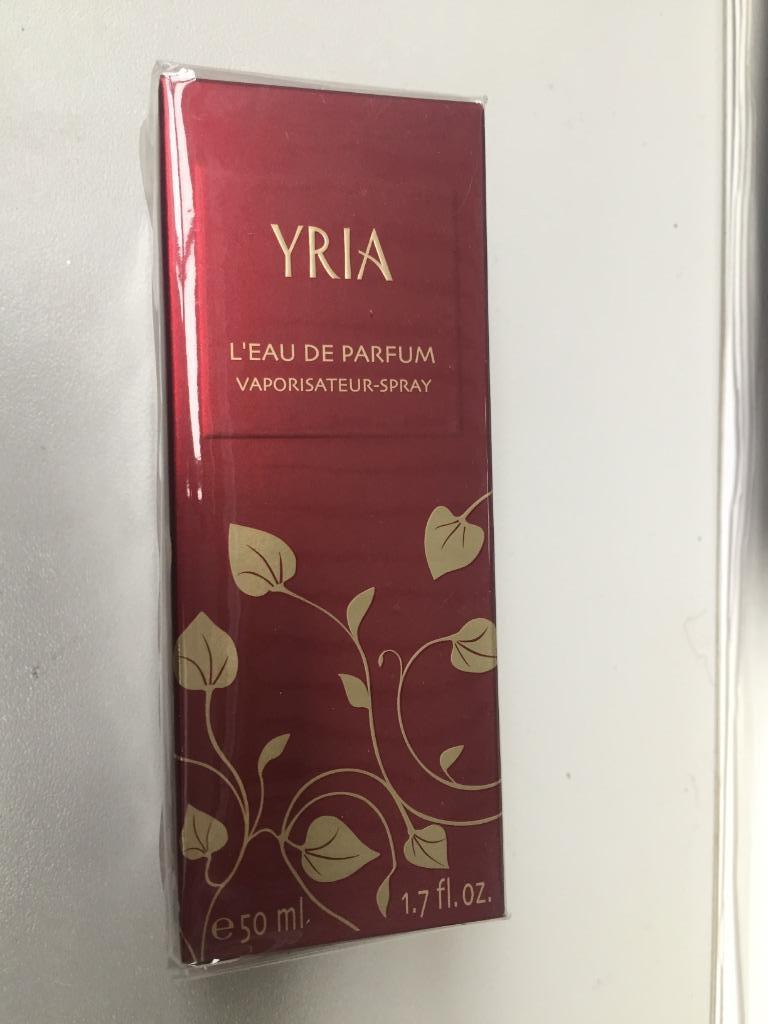 YRIA
L'EAU DE PARFUM
VAPORISATEUR-SPRAY
℮50 ml 1.7 fl.oz.